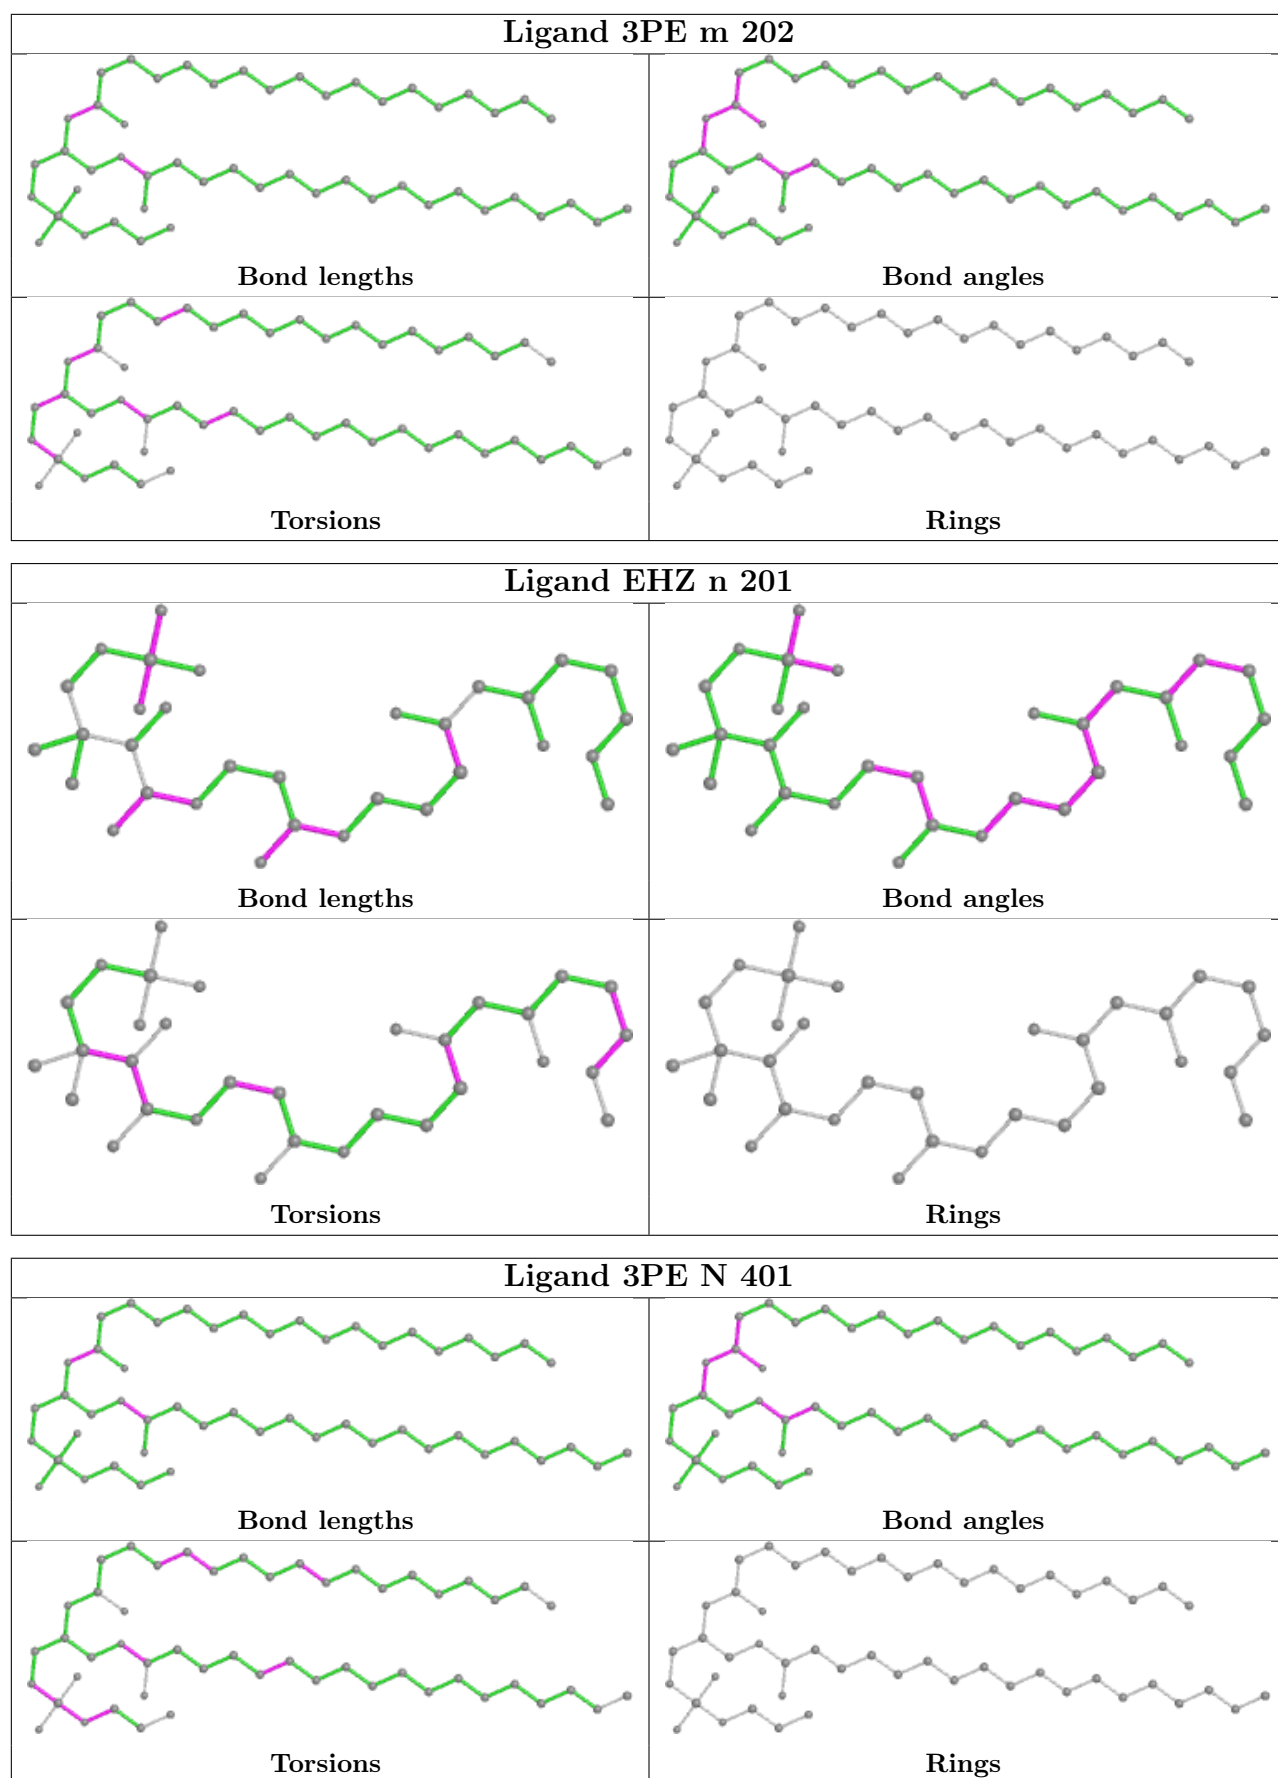 Ligand 3PE m 202
Bond lengths
Bond angles
Torsions
Rings
Ligand EHZ n 201
Bond lengths
Bond angles
Torsions
Rings
Ligand 3PE N 401
Bond lengths
Bond angles
Torsions
Rings